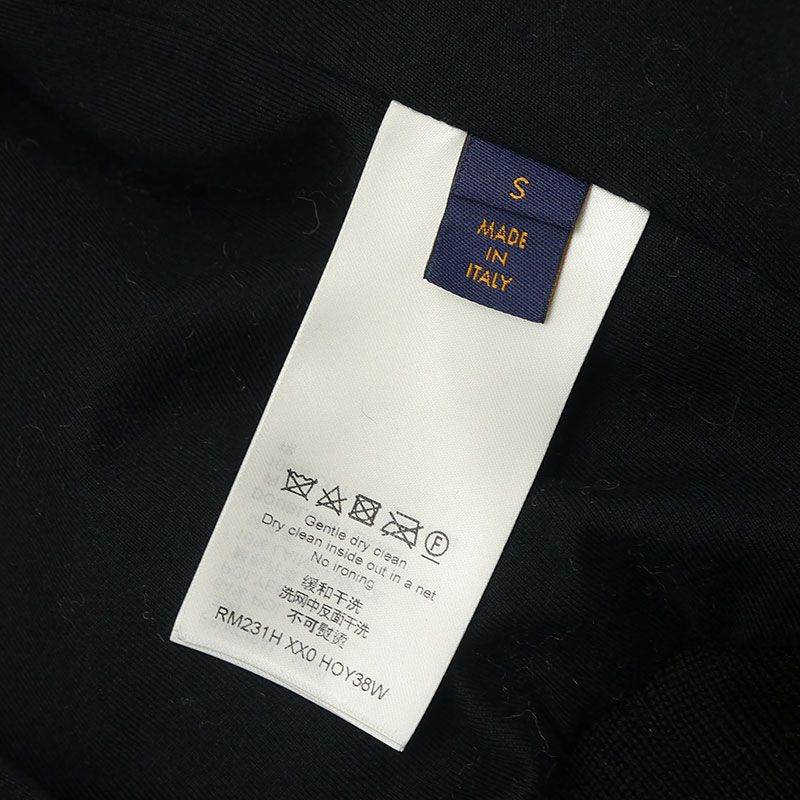 S
MADE
IN
ITALY
F
Gentle dry clean
Dry clean inside out in a net
No ironing
缓和干洗
洗网中反面干洗
不可熨烫
RM231H XX0 HOY38W